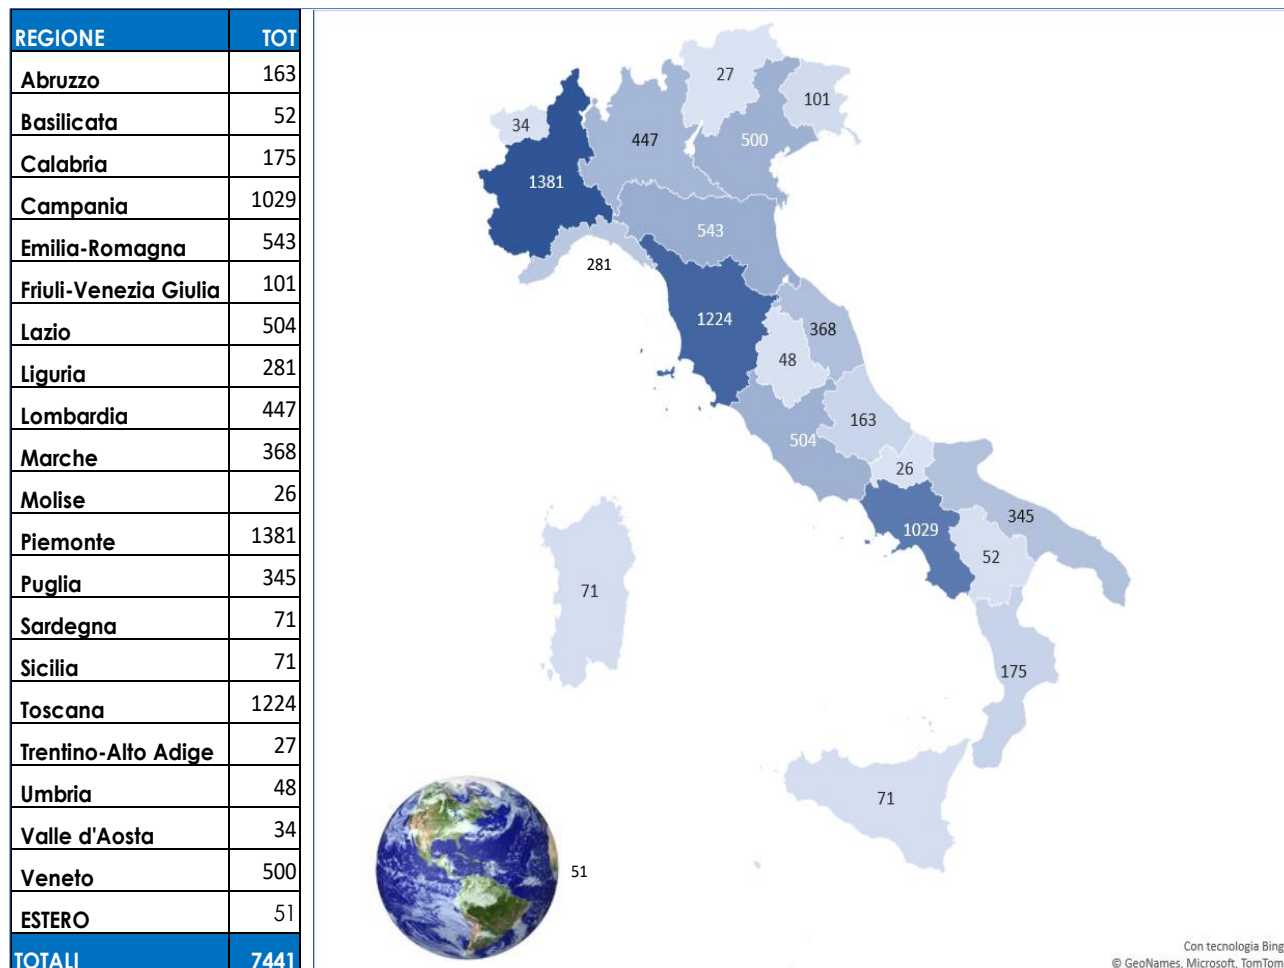 REGIONE TOT
Abruzzo 163
Basilicata 52
Calabria 175
Campania 1029
Emilia-Romagna 543
Friuli-Venezia Giulia 101
Lazio 504
Liguria 281
Lombardia 447
Marche 368
Molise 26
Piemonte 1381
Puglia 345
Sardegna 71
Sicilia 71
Toscana 1224
Trentino-Alto Adige 27
Umbria 48
Valle d'Aosta 34
Veneto 500
ESTERO 51
TOTALI 7441
27
101
34
447
500
1381
543
281
1224
368
48
163
504
26
345
1029
52
71
175
71
51
Con tecnologia Bing
© GeoNames, Microsoft, TomTom